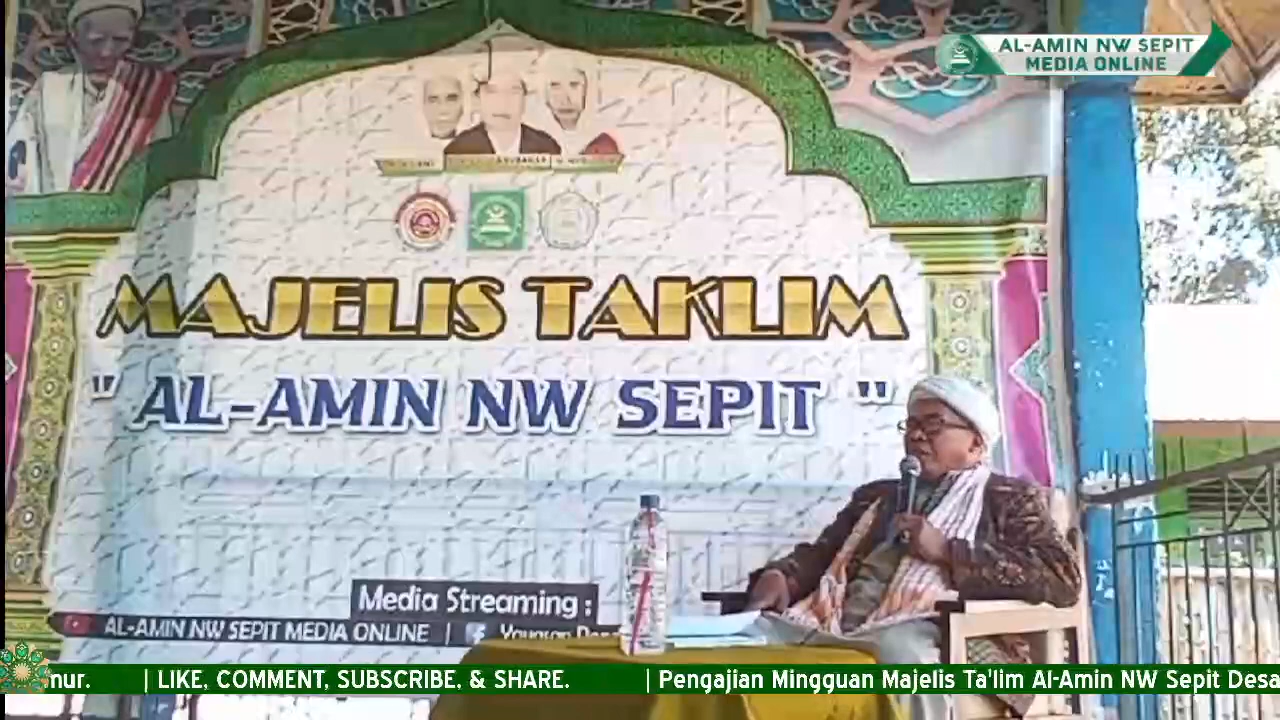 AL-AMIN NW SEPIT
MEDIA ONLINE
MAJELIS TAKLIM
" AL-AMIN NW SEPIT "
Media Streaming :
AL-AMIN NW SEPIT MEDIA ONLINE |
nur. | LIKE, COMMENT, SUBSCRIBE, & SHARE. | Pengajian Mingguan Majelis Ta'lim Al-Amin NW Sepit Desa